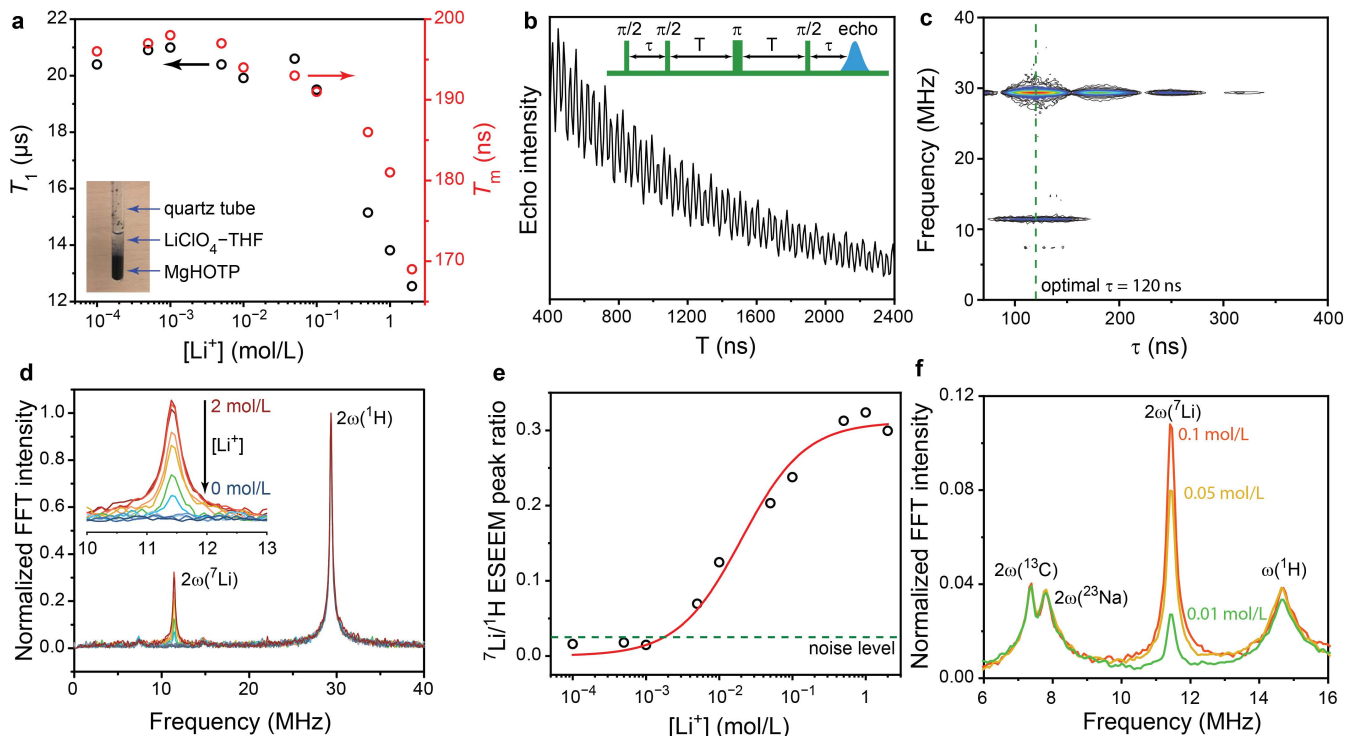 a
22
20
18
16
14
12
T₁ (μs)
200
190
180
170
Tₘ (ns)
quartz tube
LiClO₄−THF
MgHOTP
10⁻⁴
10⁻³
10⁻²
10⁻¹
1
[Li⁺] (mol/L)
b
π/2
π/2
π
π/2
echo
τ
T
T
τ
Echo intensity
400
800
1200
1600
2000
2400
T (ns)
c
40
30
20
10
0
Frequency (MHz)
optimal τ = 120 ns
100
200
300
400
τ (ns)
d
1.0
0.8
0.6
0.4
0.2
0.0
Normalized FFT intensity
2 mol/L
[Li⁺]
0 mol/L
10
11
12
13
2ω(¹H)
2ω(⁷Li)
0
10
20
30
40
Frequency (MHz)
e
0.3
0.2
0.1
0.0
⁷Li/¹H ESEEM peak ratio
noise level
10⁻⁴
10⁻³
10⁻²
10⁻¹
1
[Li⁺] (mol/L)
f
0.12
0.08
0.04
0.00
Normalized FFT intensity
2ω(⁷Li)
0.1 mol/L
0.05 mol/L
0.01 mol/L
2ω(¹³C)
2ω(²³Na)
ω(¹H)
6
8
10
12
14
16
Frequency (MHz)